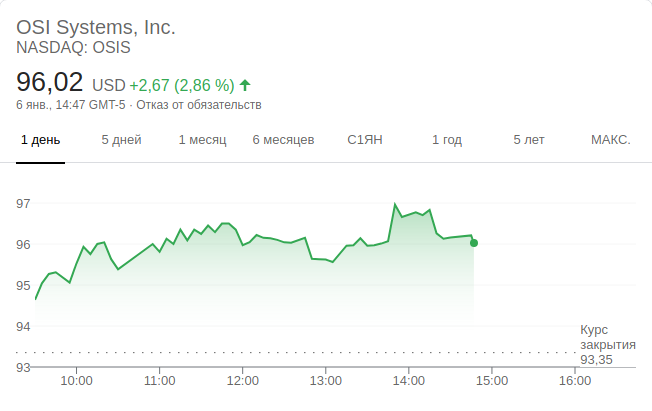 OSI Systems, Inc.
NASDAQ: OSIS
96,02 USD +2,67 (2,86 %)
6 янв., 14:47 GMT-5 · Отказ от обязательств
1 день 5 дней 1 месяц 6 месяцев С1ЯН 1 год 5 лет МАКС.
97
96
95
94
93
Курс
закрытия
93,35
10:00 11:00 12:00 13:00 14:00 15:00 16:00